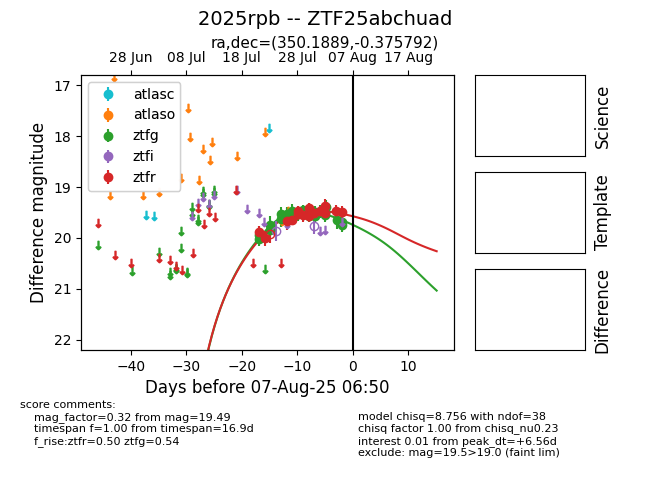 2025rpb -- ZTF25abchuad
ra,dec=(350.1889,-0.375792)
28 Jun 08 Jul 18 Jul 28 Jul 07 Aug 17 Aug
17
18
19
20
21
22
Difference magnitude
atlasc
atlaso
ztfg
ztfi
ztfr
−40 −30 −20 −10 0 10
Days before 07-Aug-25 06:50
Science
Template
Difference
score comments:
mag_factor=0.32 from mag=19.49
timespan f=1.00 from timespan=16.9d
f_rise:ztfr=0.50 ztfg=0.54
model chisq=8.756 with ndof=38
chisq factor 1.00 from chisq_nu0.23
interest 0.01 from peak_dt=+6.56d
exclude: mag=19.5>19.0 (faint lim)